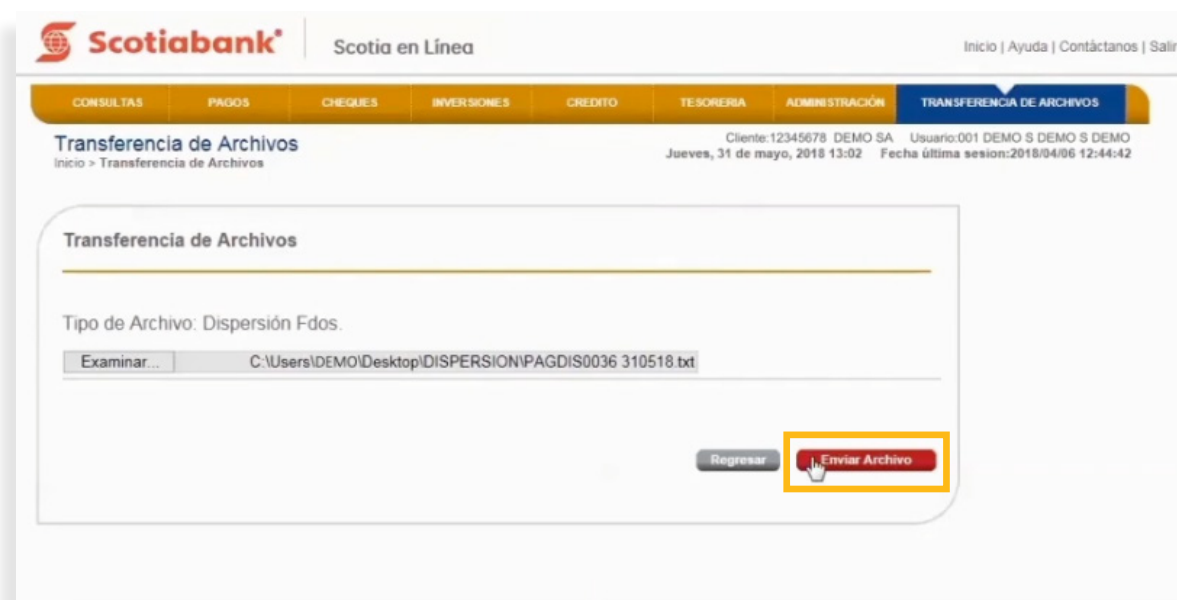 Scotiabank Scotia en Línea Inicio | Ayuda | Contáctanos | Salir
CONSULTAS PAGOS CHEQUES INVERSIONES CREDITO TESORERIA ADMINISTRACIÓN TRANSFERENCIA DE ARCHIVOS
Transferencia de Archivos Cliente:12345678 DEMO SA Usuario:001 DEMO S DEMO S DEMO
Inicio > Transferencia de Archivos Jueves, 31 de mayo, 2018 13:02 Fecha última sesion:2018/04/06 12:44:42
Transferencia de Archivos
Tipo de Archivo: Dispersión Fdos.
Examinar... C:\Users\DEMO\Desktop\DISPERSION\PAGDIS0036 310518.txt
Regresar Enviar Archivo